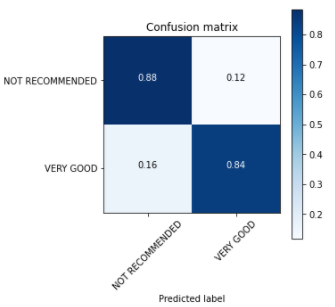 Confusion matrix
NOT RECOMMENDED
0.88
0.12
VERY GOOD
0.16
0.84
NOT RECOMMENDED
VERY GOOD
Predicted label
0.8
0.7
0.6
0.5
0.4
0.3
0.2